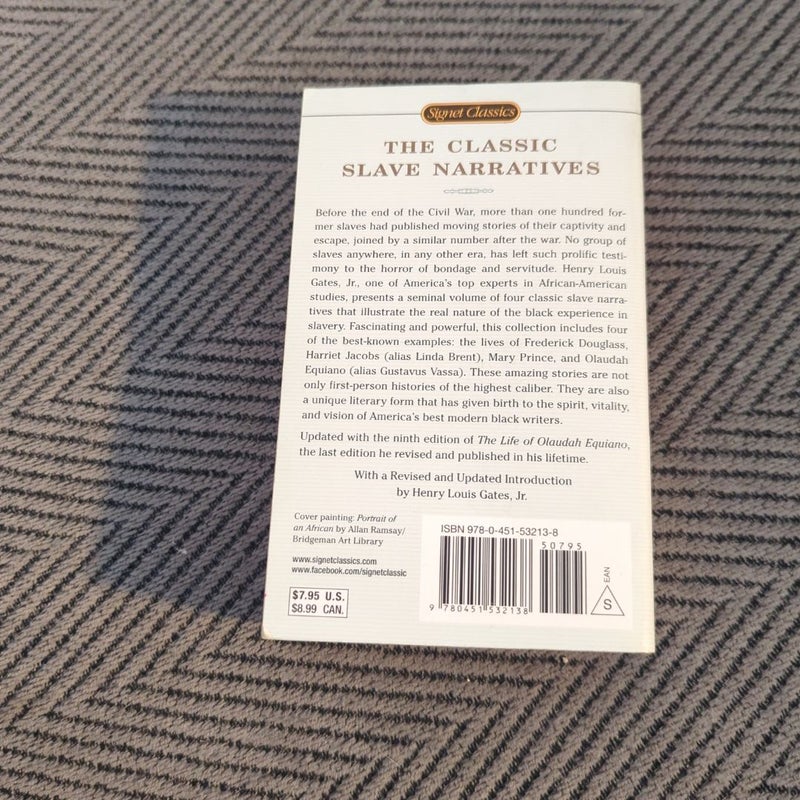 Signet Classics
THE CLASSIC
SLAVE NARRATIVES
Before the end of the Civil War, more than one hundred for-
mer slaves had published moving stories of their captivity and
escape, joined by a similar number after the war. No group of
slaves anywhere, in any other era, has left such prolific testi-
mony to the horror of bondage and servitude. Henry Louis
Gates, Jr., one of America's top experts in African-American
studies, presents a seminal volume of four classic slave narra-
tives that illustrate the real nature of the black experience in
slavery. Fascinating and powerful, this collection includes four
of the best-known examples: the lives of Frederick Douglass,
Harriet Jacobs (alias Linda Brent), Mary Prince, and Olaudah
Equiano (alias Gustavus Vassa). These amazing stories are not
only first-person histories of the highest caliber. They are also
a unique literary form that has given birth to the spirit, vitality,
and vision of America's best modern black writers.
Updated with the ninth edition of The Life of Olaudah Equiano,
the last edition he revised and published in his lifetime.
With a Revised and Updated Introduction
by Henry Louis Gates, Jr.
Cover painting: Portrait of
an African by Allan Ramsay/
Bridgeman Art Library
www.signetclassics.com
www.facebook.com/signetclassic
$7.95 U.S.
$8.99 CAN.
ISBN 978-0-451-53213-8
50795
9 780451 532138
EAN
S